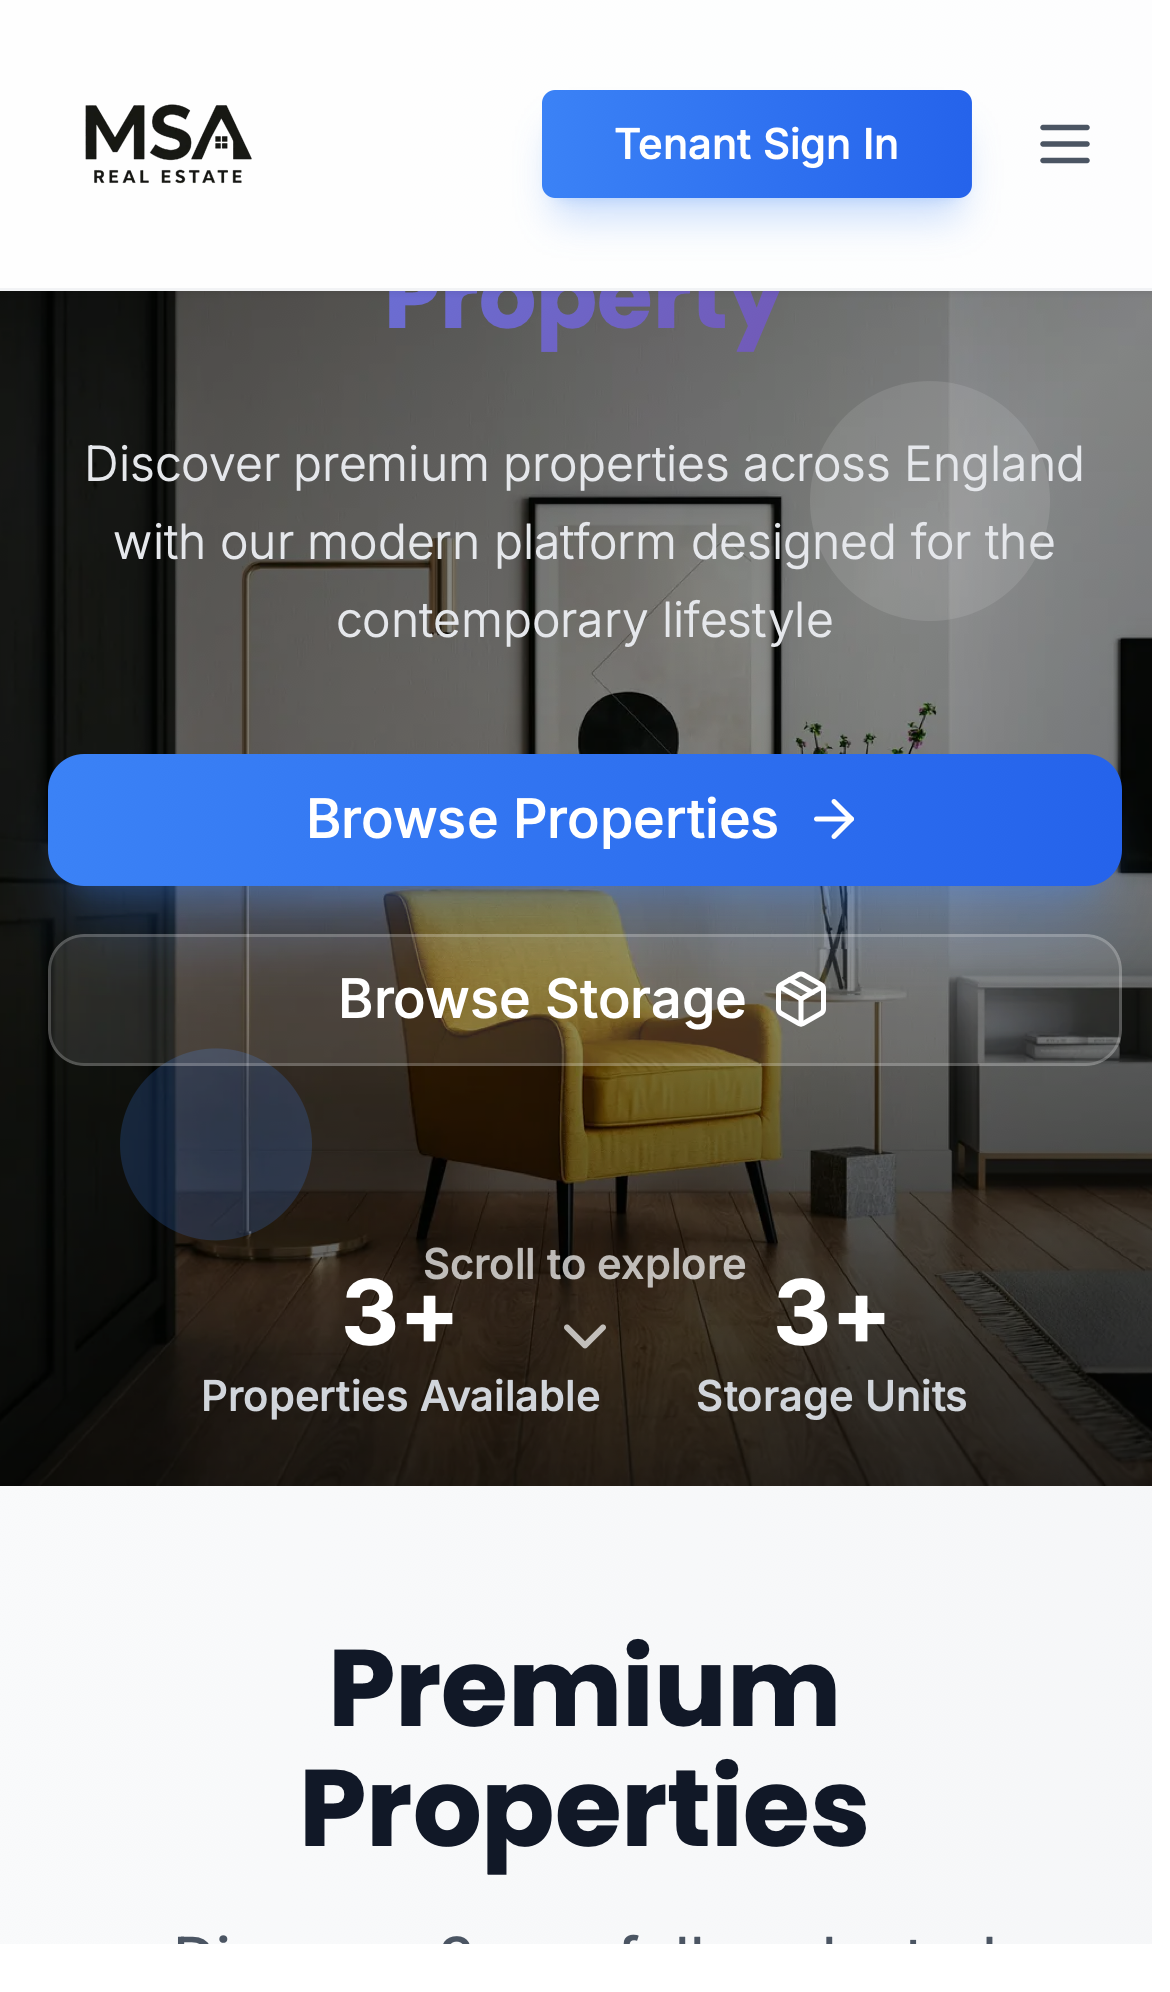 MSA
REAL ESTATE
Tenant Sign In
Property
Discover premium properties across England
with our modern platform designed for the
contemporary lifestyle
Browse Properties
Browse Storage
Scroll to explore
3+
3+
Properties Available
Storage Units
Premium
Properties